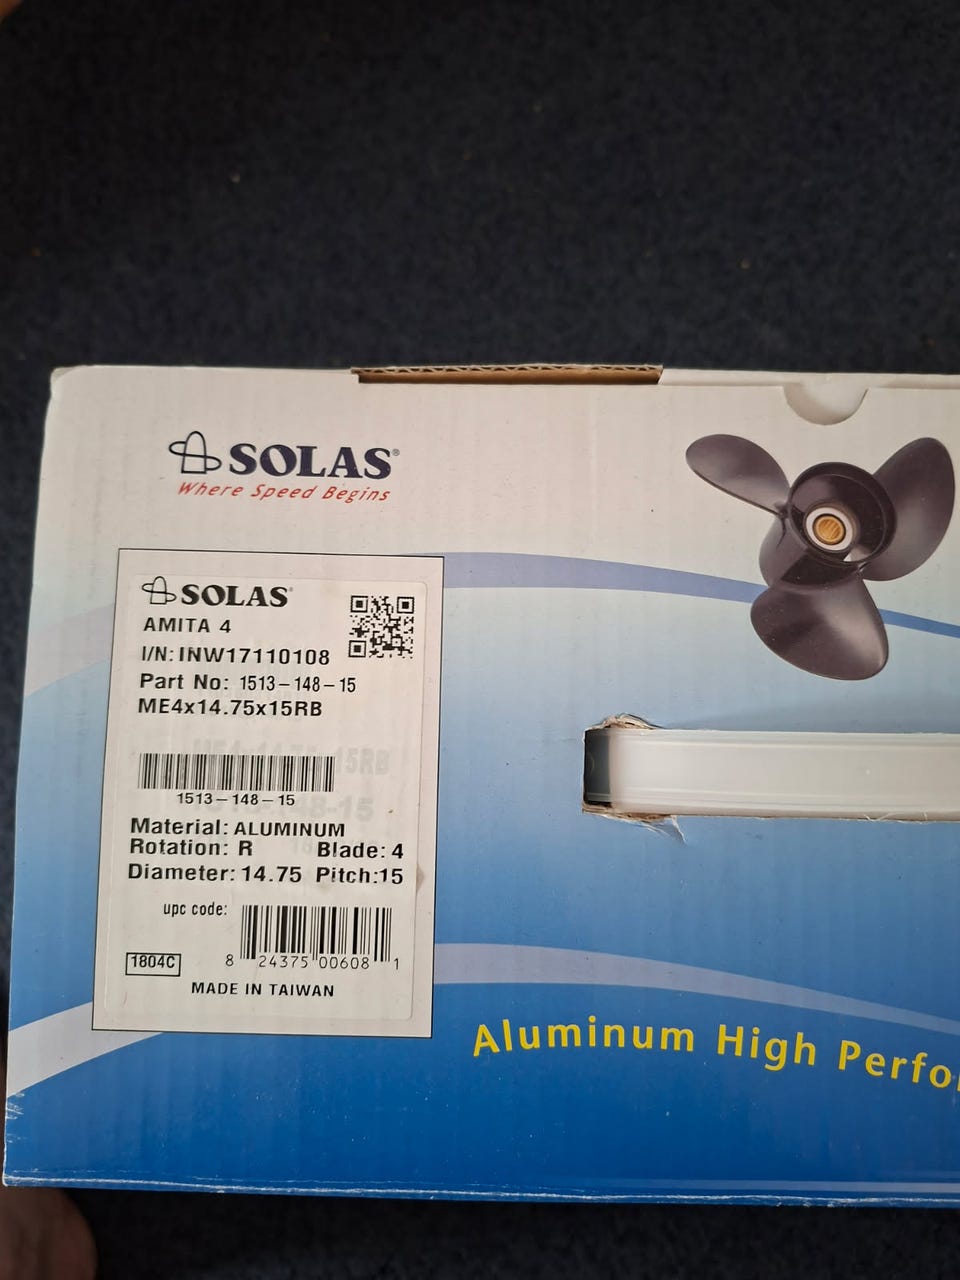 SOLAS®
Where Speed Begins
SOLAS
AMITA 4
I/N: INW17110108
Part No: 1513-148-15
ME4x14.75x15RB
1513-148-15
Material: ALUMINUM
Rotation: R Blade: 4
Diameter: 14.75 Pitch:15
upc code:
8 24375 00608 1
1804C
MADE IN TAIWAN
Aluminum High Perfo